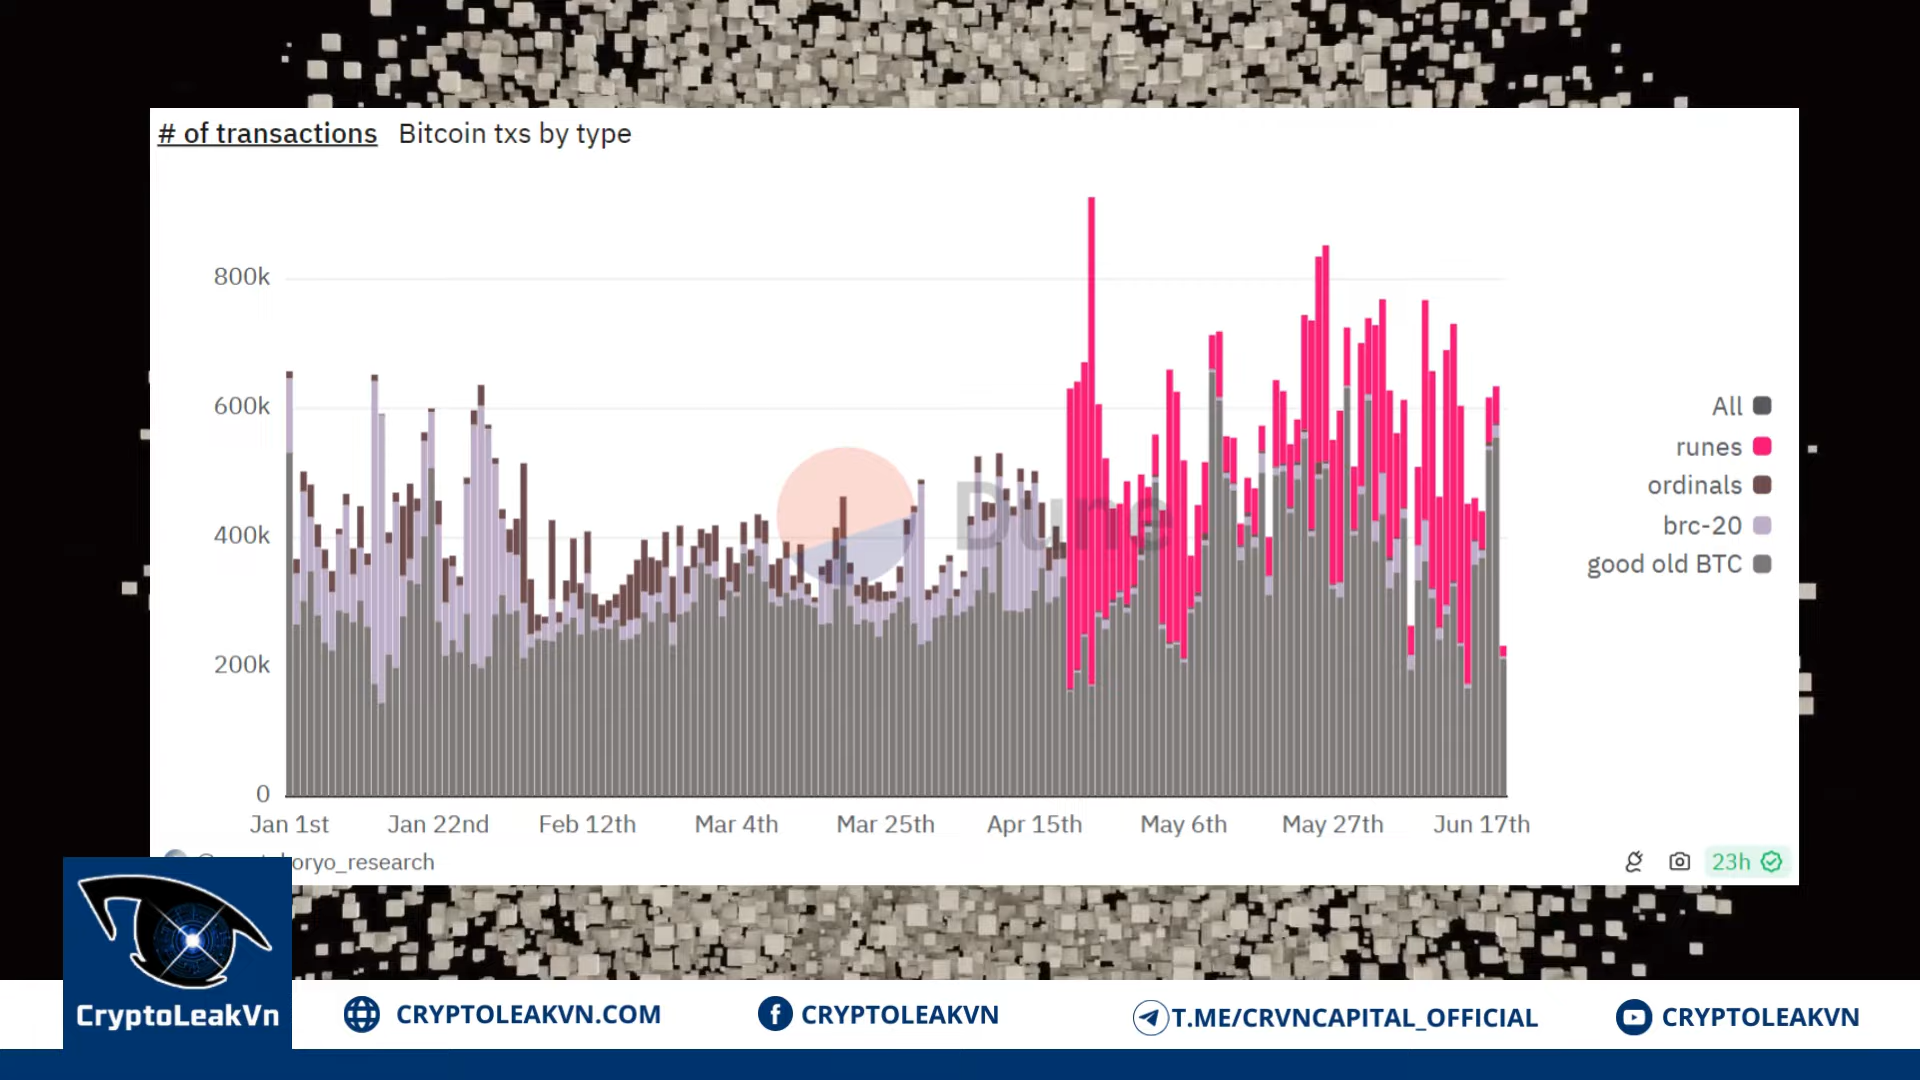 # of transactions Bitcoin txs by type
800k
600k
400k
200k
0
Dune
All
runes
ordinals
brc-20
good old BTC
Jan 1st Jan 22nd Feb 12th Mar 4th Mar 25th Apr 15th May 6th May 27th Jun 17th
oryo_research
23h
CryptoLeakVn
CRYPTOLEAKVN.COM
CRYPTOLEAKVN
T.ME/CRVNCAPITAL_OFFICIAL
CRYPTOLEAKVN